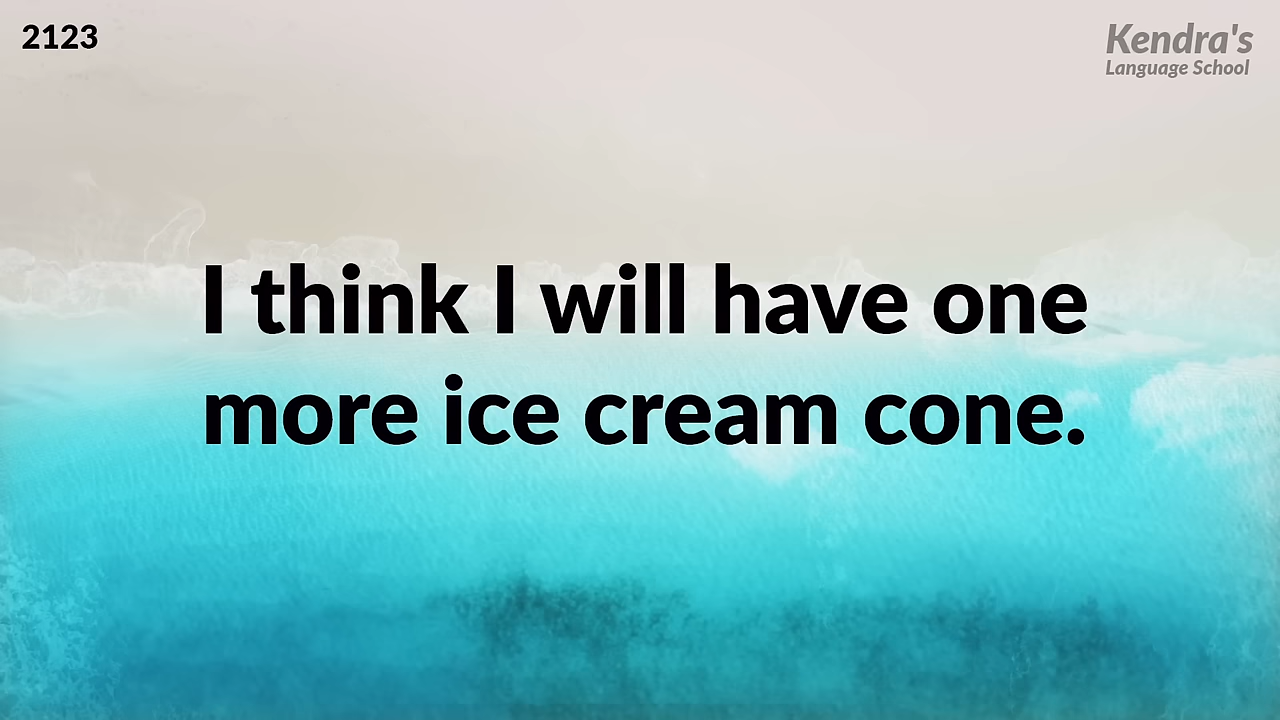 2123
Kendra's
Language School
I think I will have one
more ice cream cone.